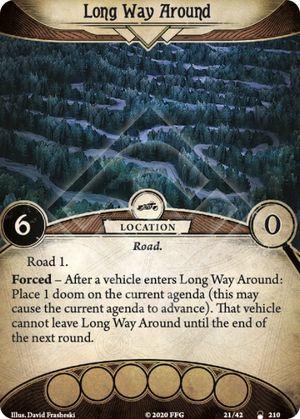 Long Way Around
6
0
LOCATION
Road.
Road 1.
Forced – After a vehicle enters Long Way Around:
Place 1 doom on the current agenda (this may
cause the current agenda to advance). That vehicle
cannot leave Long Way Around until the end of
the next round.
Illus. David Frasheski
© 2020 FFG
21/42
210